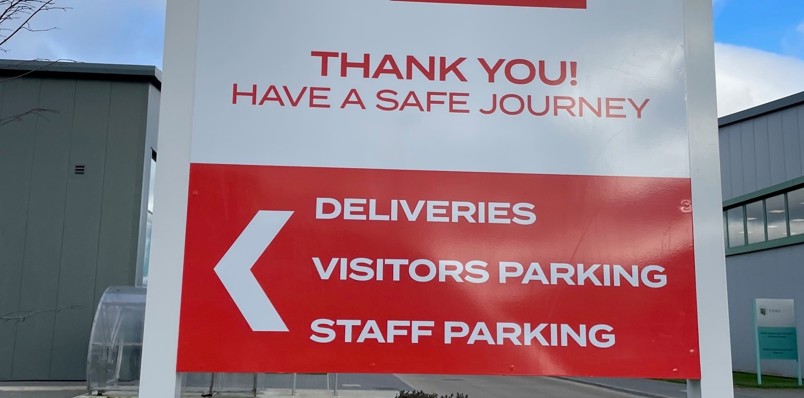 THANK YOU!
HAVE A SAFE JOURNEY
DELIVERIES
VISITORS PARKING
STAFF PARKING